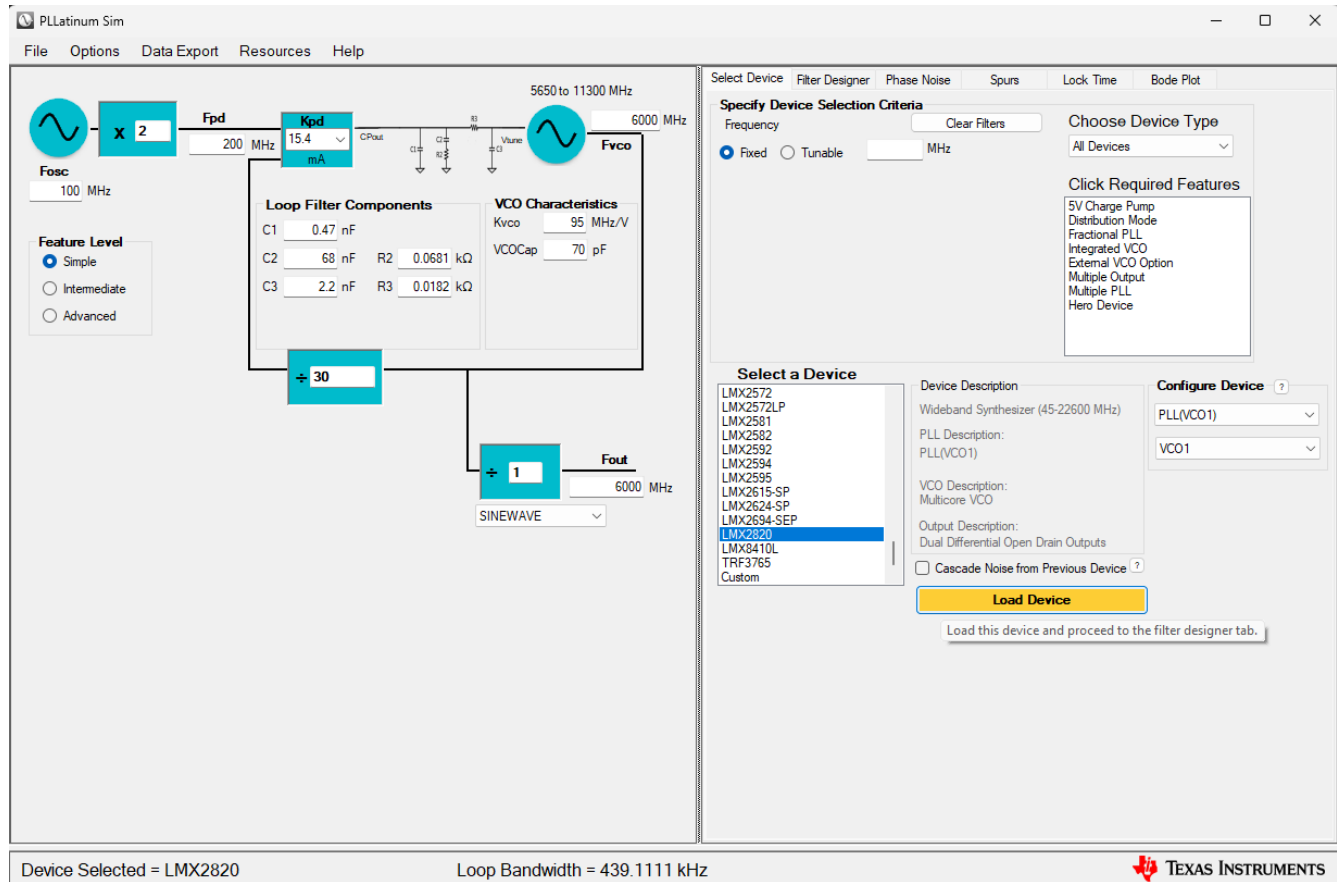 PLLatinum Sim
File Options Data Export Resources Help
5650 to 11300 MHz
x 2
Fpd
200 MHz
Kpd
15.4
mA
CPout
C1
C2
R2
R3
C3
Vtune
6000 MHz
Fvco
Fosc
100 MHz
Feature Level
Simple
Intermediate
Advanced
Loop Filter Components
C1 0.47 nF
C2 68 nF R2 0.0681 kΩ
C3 2.2 nF R3 0.0182 kΩ
VCO Characteristics
Kvco 95 MHz/V
VCOCap 70 pF
÷ 30
÷ 1
Fout
6000 MHz
SINEWAVE
Select Device Filter Designer Phase Noise Spurs Lock Time Bode Plot
Specify Device Selection Criteria
Frequency
Clear Filters
Fixed Tunable MHz
Choose Device Type
All Devices
Click Required Features
5V Charge Pump
Distribution Mode
Fractional PLL
Integrated VCO
External VCO Option
Multiple Output
Multiple PLL
Hero Device
Select a Device
LMX2572
LMX2572LP
LMX2581
LMX2582
LMX2592
LMX2594
LMX2595
LMX2615-SP
LMX2624-SP
LMX2694-SEP
LMX2820
LMX8410L
TRF3765
Custom
Device Description
Wideband Synthesizer (45-22600 MHz)
PLL Description:
PLL(VCO1)
VCO Description:
Multicore VCO
Output Description:
Dual Differential Open Drain Outputs
Configure Device ?
PLL(VCO1)
VCO1
Cascade Noise from Previous Device ?
Load Device
Load this device and proceed to the filter designer tab.
Device Selected = LMX2820
Loop Bandwidth = 439.1111 kHz
TEXAS INSTRUMENTS